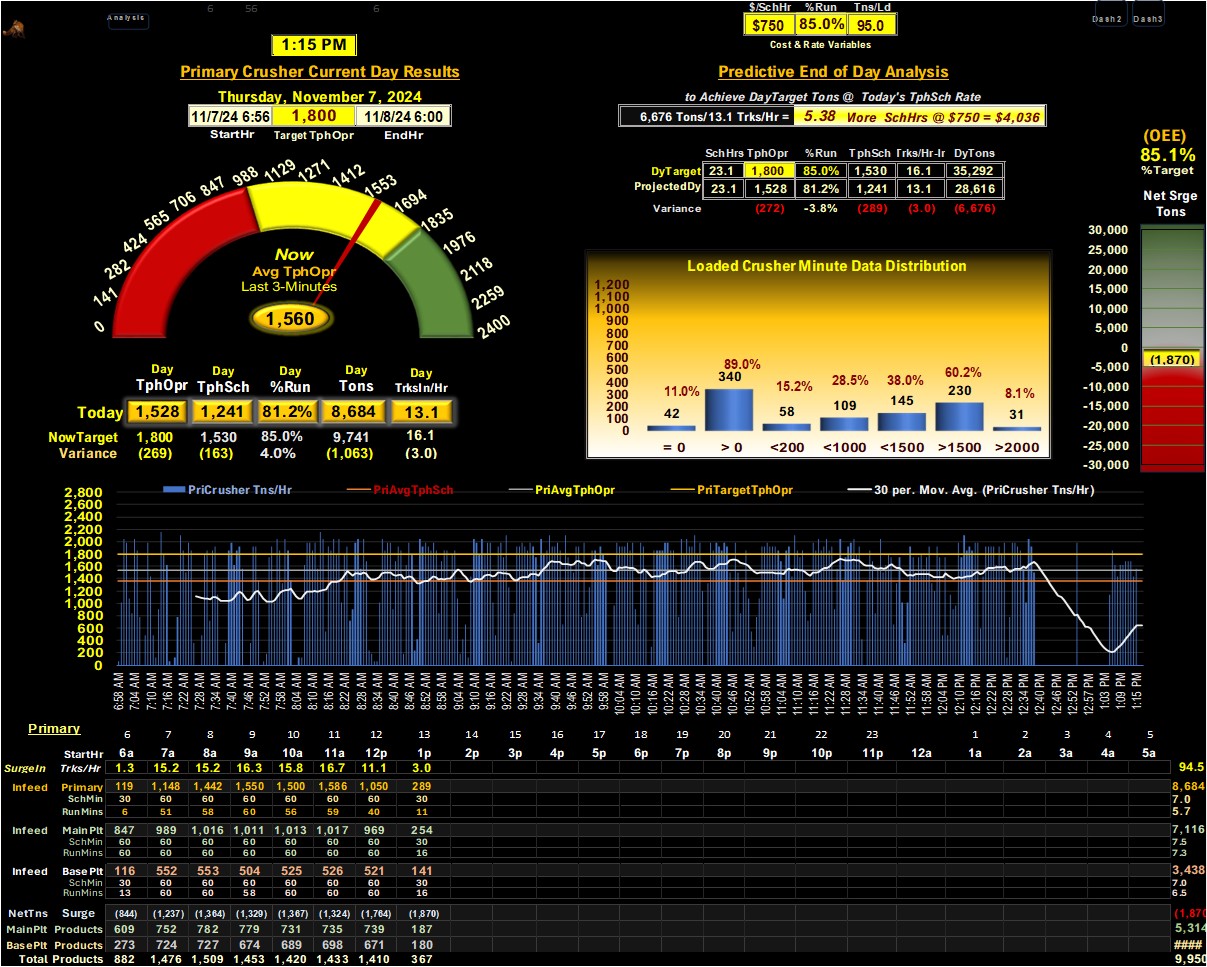 6 56 6
Analysis
$/SchHr %Run Tns/Ld
$750 85.0% 95.0
Cost & Rate Variables
Dash2 Dash3
1:15 PM
Primary Crusher Current Day Results
Thursday, November 7, 2024
11/7/24 6:56 1,800 11/8/24 6:00
StartHr Target TphOpr EndHr
0 141 282 424 565 706 847 988 1129 1271 1412 1553 1694 1835 1976 2118 2259 2400
Now
Avg TphOpr
Last 3-Minutes
1,560
Day Day Day Day Day
TphOpr TphSch %Run Tons TrksIn/Hr
Today 1,528 1,241 81.2% 8,684 13.1
NowTarget 1,800 1,530 85.0% 9,741 16.1
Variance (269) (163) 4.0% (1,063) (3.0)
Predictive End of Day Analysis
to Achieve DayTarget Tons @ Today's TphSch Rate
6,676 Tons/13.1 Trks/Hr = 5.38 More SchHrs @ $750 = $4,036
SchHrs TphOpr %Run TphSch Trks/Hr-Ir DyTons
DyTarget 23.1 1,800 85.0% 1,530 16.1 35,292
ProjectedDy 23.1 1,528 81.2% 1,241 13.1 28,616
Variance (272) -3.8% (289) (3.0) (6,676)
(OEE)
85.1%
%Target
Net Srge
Tons
30,000
25,000
20,000
15,000
10,000
5,000
0
(1,870)
-5,000
-10,000
-15,000
-20,000
-25,000
-30,000
Loaded Crusher Minute Data Distribution
1,200
1,100
1,000
900
800
700
600
500
400
300
200
100
0
11.0% 89.0% 15.2% 28.5% 38.0% 60.2% 8.1%
42 340 58 109 145 230 31
= 0 > 0 <200 <1000 <1500 >1500 >2000
PriCrusher Tns/Hr PriAvgTphSch PriAvgTphOpr PriTargetTphOpr 30 per. Mov. Avg. (PriCrusher Tns/Hr)
2,800
2,600
2,400
2,200
2,000
1,800
1,600
1,400
1,200
1,000
800
600
400
200
0
6:58 AM 7:04 AM 7:10 AM 7:16 AM 7:22 AM 7:28 AM 7:34 AM 7:40 AM 7:46 AM 7:52 AM 7:58 AM 8:04 AM 8:10 AM 8:16 AM 8:22 AM 8:28 AM 8:34 AM 8:40 AM 8:46 AM 8:52 AM 8:58 AM 9:04 AM 9:10 AM 9:16 AM 9:22 AM 9:28 AM 9:34 AM 9:40 AM 9:46 AM 9:52 AM 9:58 AM 10:04 AM 10:10 AM 10:16 AM 10:22 AM 10:28 AM 10:34 AM 10:40 AM 10:46 AM 10:52 AM 10:58 AM 11:04 AM 11:10 AM 11:16 AM 11:22 AM 11:28 AM 11:34 AM 11:40 AM 11:46 AM 11:52 AM 11:58 AM 12:04 PM 12:10 PM 12:16 PM 12:22 PM 12:28 PM 12:34 PM 12:40 PM 12:46 PM 12:52 PM 12:57 PM 1:03 PM 1:09 PM 1:15 PM
Primary
6 7 8 9 10 11 12 13 14 15 16 17 18 19 20 21 22 23 1 2 3 4 5
StartHr 6a 7a 8a 9a 10a 11a 12p 1p 2p 3p 4p 5p 6p 7p 8p 9p 10p 11p 12a 1a 2a 3a 4a 5a
SurgeIn Trks/Hr 1.3 15.2 15.2 16.3 15.8 16.7 11.1 3.0 94.5
Infeed Primary 119 1,148 1,442 1,550 1,500 1,586 1,050 289 8,684
SchMin 30 60 60 60 60 60 60 30 7.0
RunMins 6 51 58 60 56 59 40 11 5.7
Infeed MainPlt 847 989 1,016 1,011 1,013 1,017 969 254 7,116
SchMin 60 60 60 60 60 60 60 30 7.5
RunMins 60 60 60 60 60 60 60 16 7.3
Infeed BasePlt 116 552 553 504 525 526 521 141 3,438
SchMin 30 60 60 60 60 60 60 30 7.0
RunMins 13 60 60 58 60 60 60 16 6.5
NetTns Surge (844) (1,237) (1,364) (1,329) (1,367) (1,324) (1,764) (1,870) (1,870
MainPlt Products 609 752 782 779 731 735 739 187 5,314
BasePlt Products 273 724 727 674 689 698 671 180 ####
Total Products 882 1,476 1,509 1,453 1,420 1,433 1,410 367 9,950